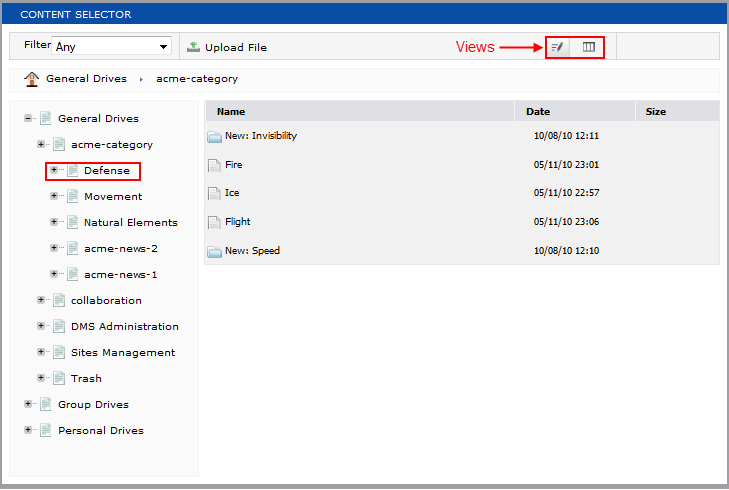 CONTENT SELECTOR
Filter Any Upload File Views
General Drives acme-category
General Drives
acme-category
Defense
Movement
Natural Elements
acme-news-2
acme-news-1
collaboration
DMS Administration
Sites Management
Trash
Group Drives
Personal Drives
Name Date Size
New: Invisibility 10/08/10 12:11
Fire 05/11/10 23:01
Ice 05/11/10 22:57
Flight 05/11/10 23:06
New: Speed 10/08/10 12:10